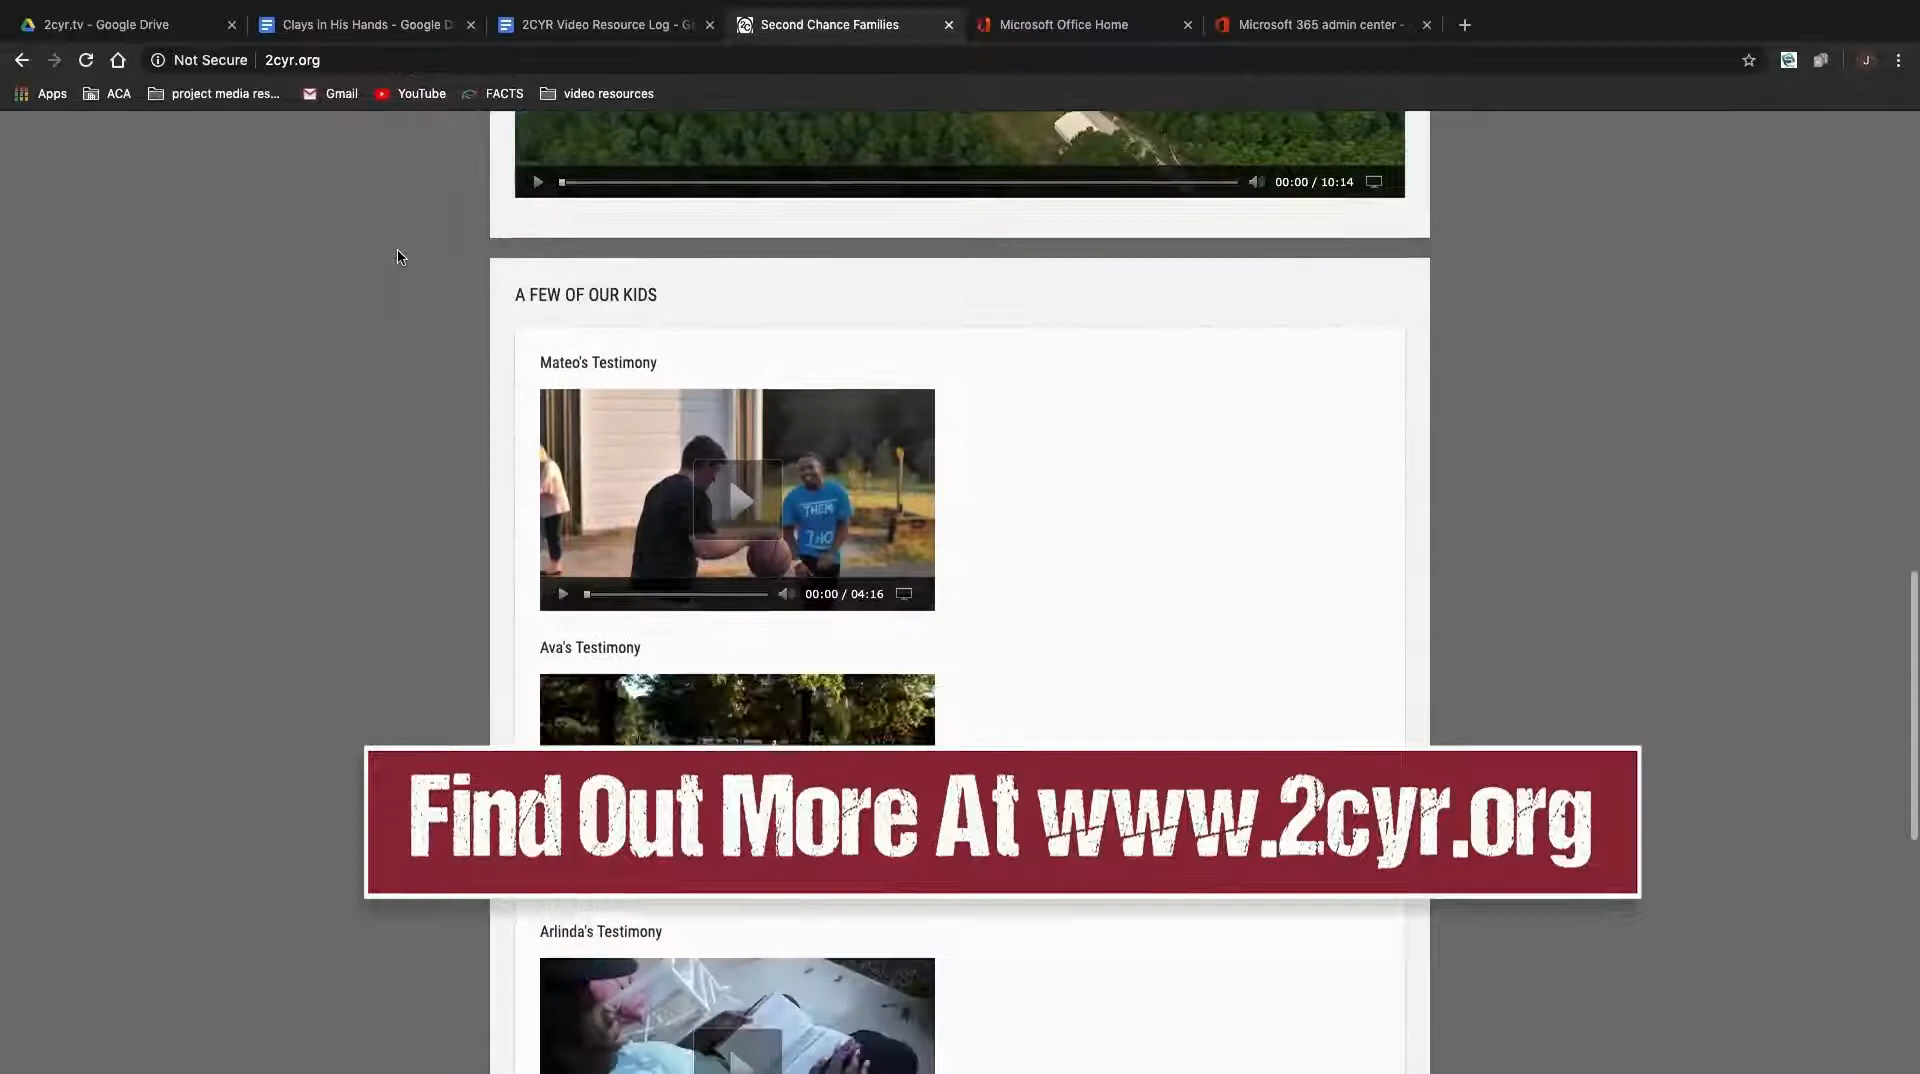 2cyr.tv - Google Drive
Clays in His Hands - Google D
2CYR Video Resource Log - G
Second Chance Families
Microsoft Office Home
Microsoft 365 admin center -
Not Secure
2cyr.org
J
Apps
ACA
project media res...
Gmail
YouTube
FACTS
video resources
00:00 / 10:14
A FEW OF OUR KIDS
Mateo's Testimony
THEM
THO
00:00 / 04:16
Ava's Testimony
Find Out More At www.2cyr.org
Arlinda's Testimony